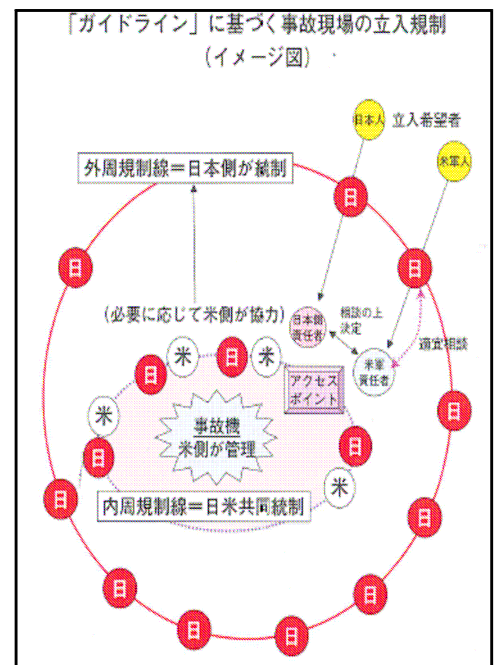 「ガイドライン」に基づく事故現場の立入規制
(イメージ図)
日本人
立入希望者
米軍人
外周規制線＝日本側が統制
日
日
日
(必要に応じて米側が協力)
日本側
責任者
相談の上
決定
適宜相談
米軍
責任者
米
日
米
日
アクセス
ポイント
米
日
日
日
事故機
米側が管理
米
日
内周規制線＝日米共同統制
日
日
日
日
日